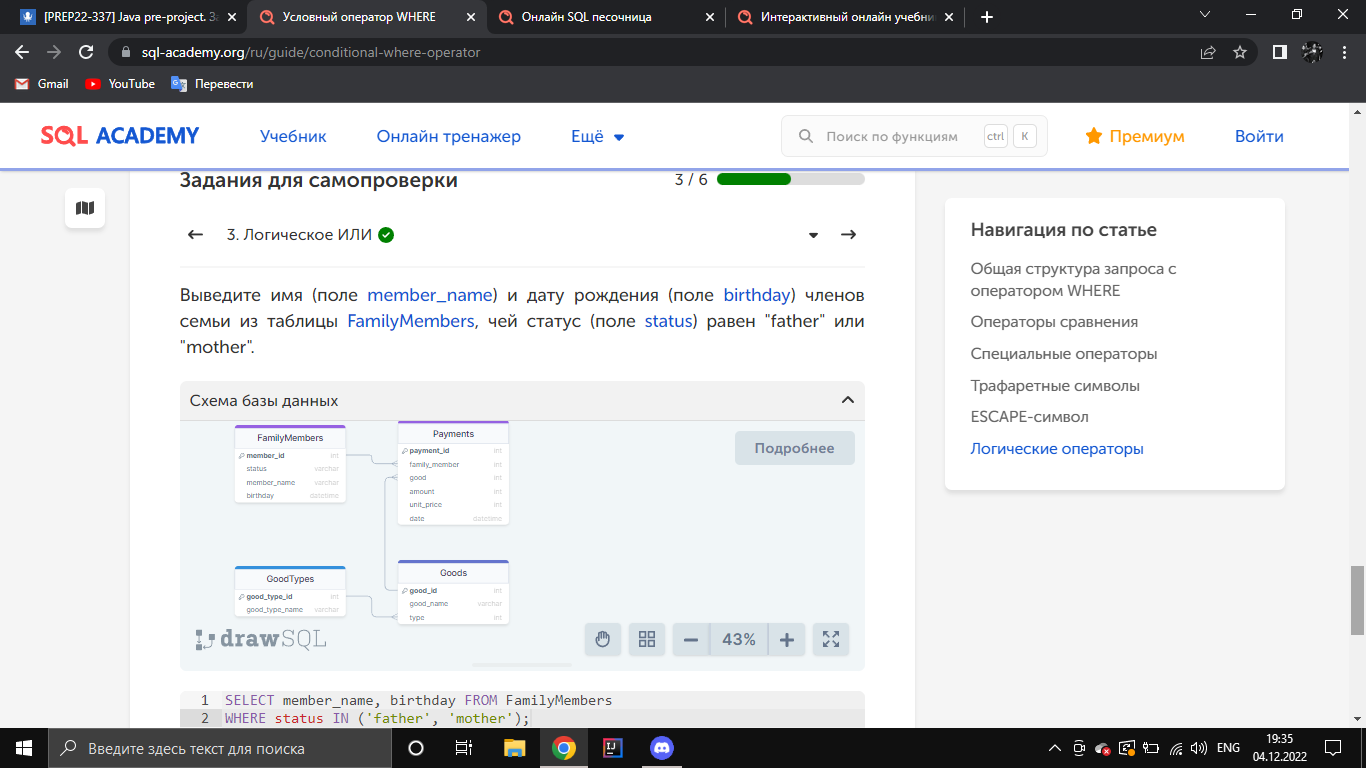 [PREP22-337] Java pre-project. За
Условный оператор WHERE
Онлайн SQL песочница
Интерактивный онлайн учебни
sql-academy.org/ru/guide/conditional-where-operator
Gmail
YouTube
Перевести
SQL ACADEMY
Учебник
Онлайн тренажер
Ещё
Поиск по функциям
ctrl
K
Премиум
Войти
Задания для самопроверки
3 / 6
3. Логическое ИЛИ
Выведите имя (поле member_name) и дату рождения (поле birthday) членов
семьи из таблицы FamilyMembers, чей статус (поле status) равен "father" или
"mother".
Схема базы данных
Подробнее
FamilyMembers
member_id int
status varchar
member_name varchar
birthday datetime
Payments
payment_id int
family_member int
good int
amount int
unit_price int
date datetime
GoodTypes
good_type_id int
good_type_name varchar
Goods
good_id int
good_name varchar
type int
drawSQL
43%
1 SELECT member_name, birthday FROM FamilyMembers
2 WHERE status IN ('father', 'mother');
Навигация по статье
Общая структура запроса с
оператором WHERE
Операторы сравнения
Специальные операторы
Трафаретные символы
ESCAPE-символ
Логические операторы
Введите здесь текст для поиска
ENG
19:35
04.12.2022